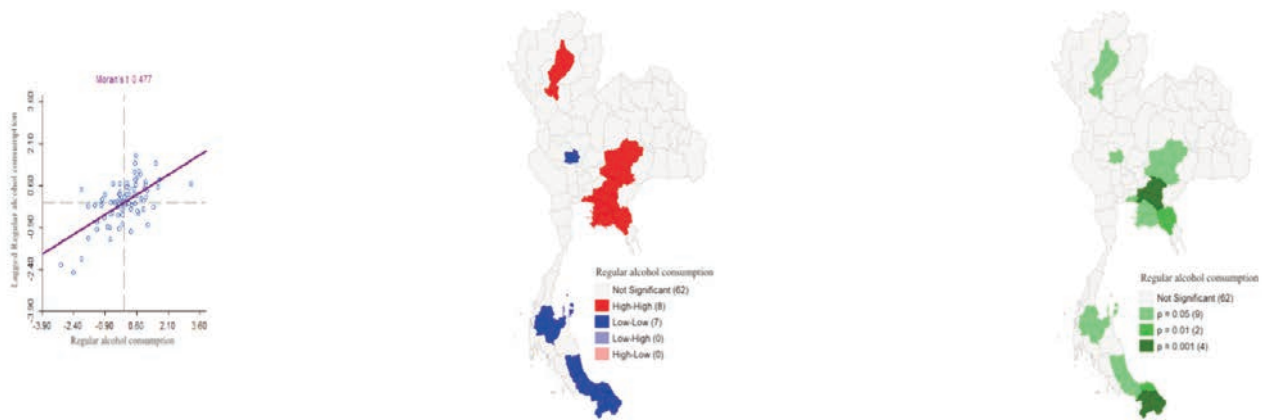 Moran's I: 0.477
Lagged Regular alcohol consumption
3.60
2.10
0.60
-0.90
-2.40
-3.90
-3.90 -2.40 -0.90 0.60 2.10 3.60
Regular alcohol consumption
Regular alcohol consumption
Not Significant (62)
High-High (8)
Low-Low (7)
Low-High (0)
High-Low (0)
Regular alcohol consumption
Not Significant (62)
p = 0.05 (9)
p = 0.01 (2)
p = 0.001 (4)